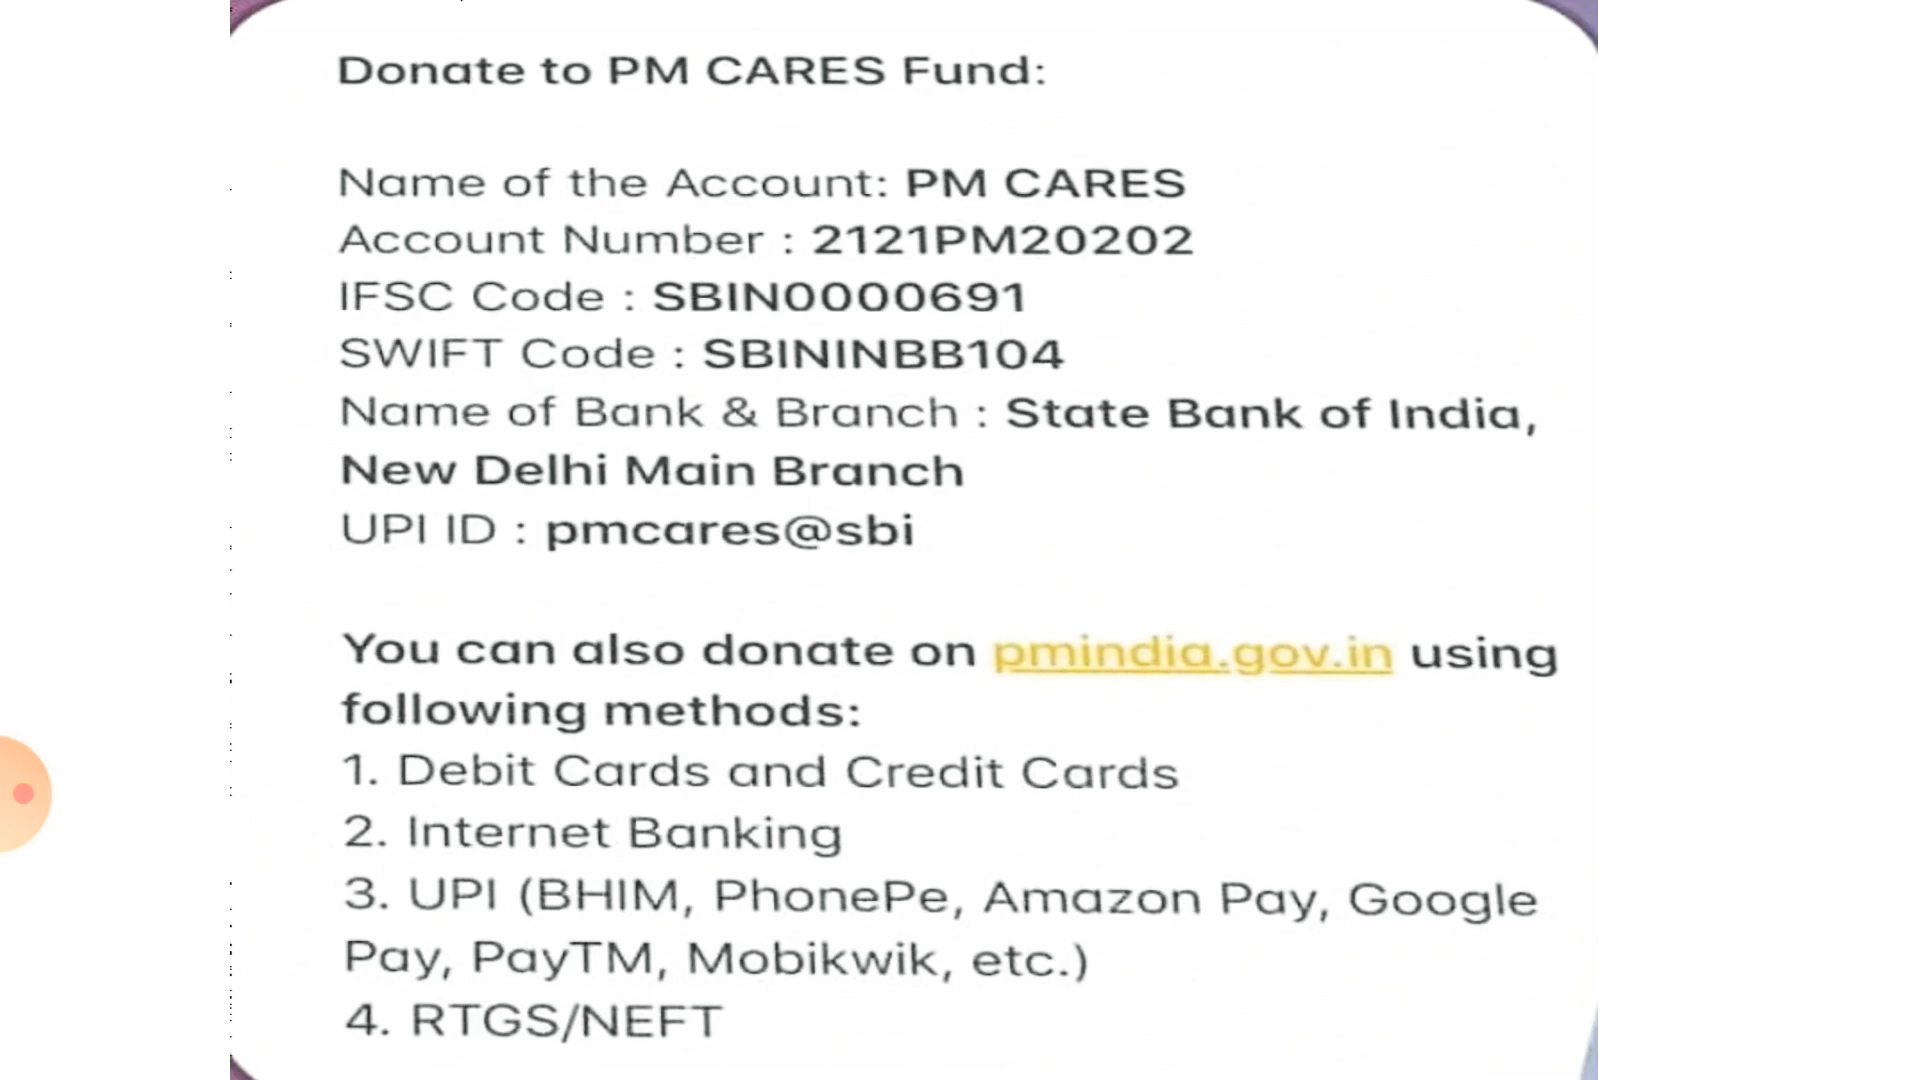 Donate to PM CARES Fund:
Name of the Account: PM CARES
Account Number : 2121PM20202
IFSC Code : SBIN0000691
SWIFT Code : SBININBB104
Name of Bank & Branch : State Bank of India,
New Delhi Main Branch
UPI ID : pmcares@sbi
You can also donate on pmindia.gov.in using
following methods:
1. Debit Cards and Credit Cards
2. Internet Banking
3. UPI (BHIM, PhonePe, Amazon Pay, Google
Pay, PayTM, Mobikwik, etc.)
4. RTGS/NEFT